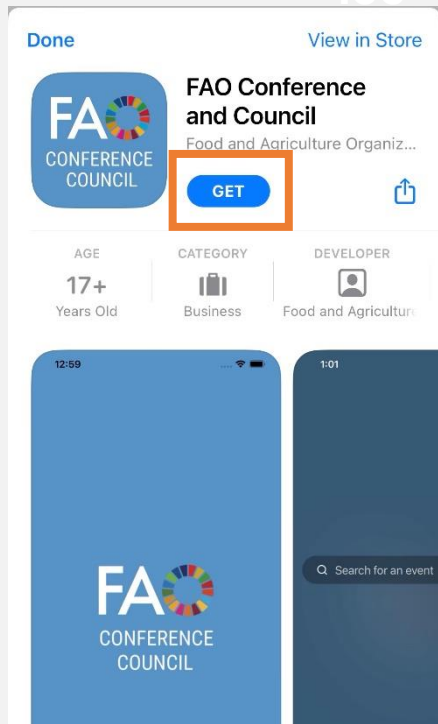 Done
View in Store
FAO
CONFERENCE
COUNCIL
FAO Conference
and Council
Food and Agriculture Organiz...
GET
AGE
CATEGORY
DEVELOPER
17+
Years Old
Business
Food and Agricultur
12:59
1:01
Search for an event
FAO
CONFERENCE
COUNCIL